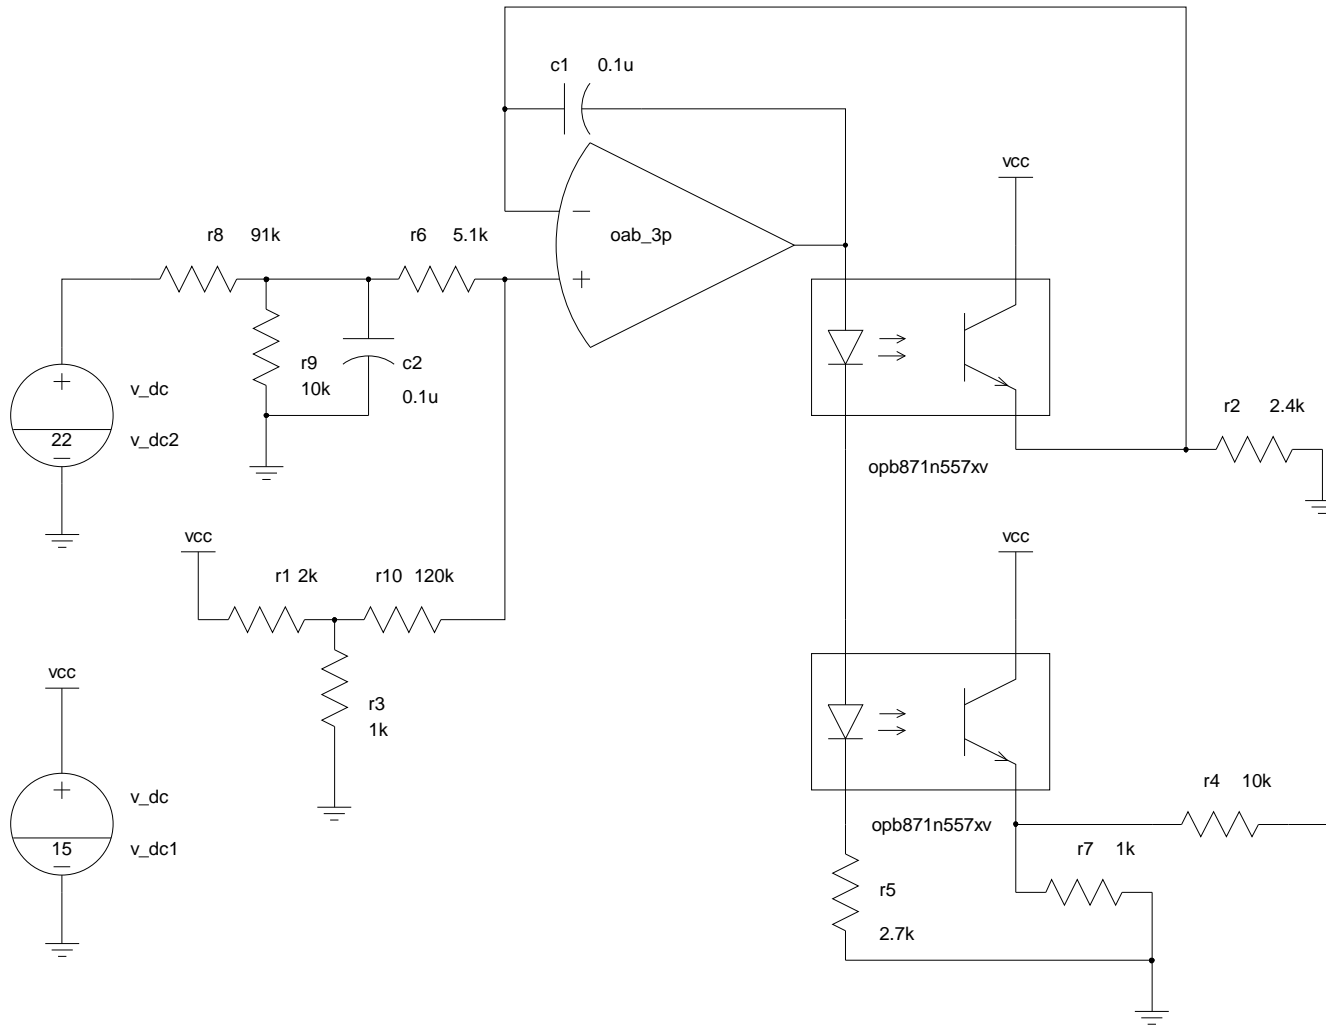 c1 0.1u
vcc
r8 91k
r6 5.1k
oab_3p
r9
10k
c2
0.1u
v_dc
22
v_dc2
r2 2.4k
opb871n557xv
vcc
vcc
r1 2k
r10 120k
r3
1k
vcc
v_dc
15
v_dc1
r4 10k
opb871n557xv
r7 1k
r5
2.7k